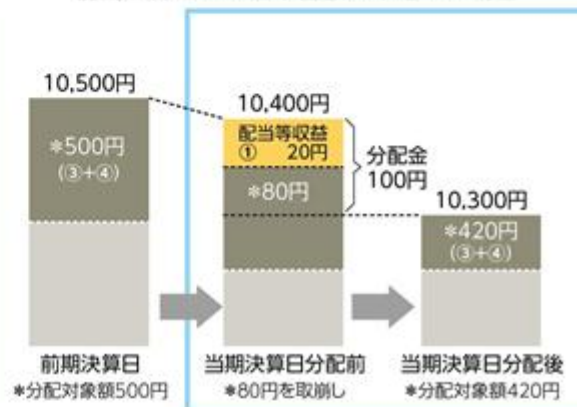 10,500円
*500円
(③+④)
前期決算日
*分配対象額500円
10,400円
配当等収益
① 20円
*80円
分配金
100円
当期決算日分配前
*80円を取崩し
10,300円
*420円
(③+④)
当期決算日分配後
*分配対象額420円